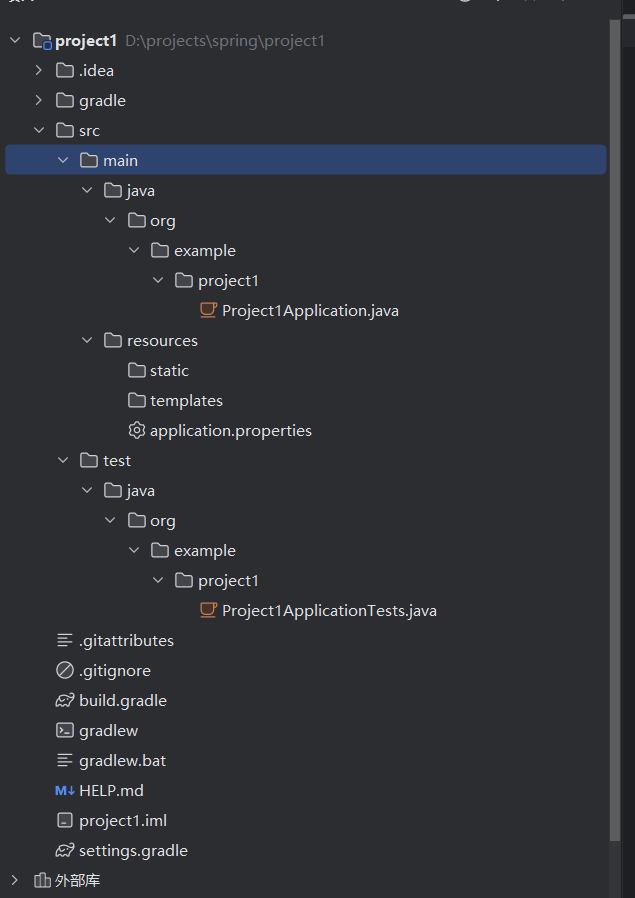 project1 D:\projects\spring\project1
.idea
gradle
src
main
java
org
example
project1
Project1Application.java
resources
static
templates
application.properties
test
java
org
example
project1
Project1ApplicationTests.java
.gitattributes
.gitignore
build.gradle
gradlew
gradlew.bat
M↓ HELP.md
project1.iml
settings.gradle
外部库